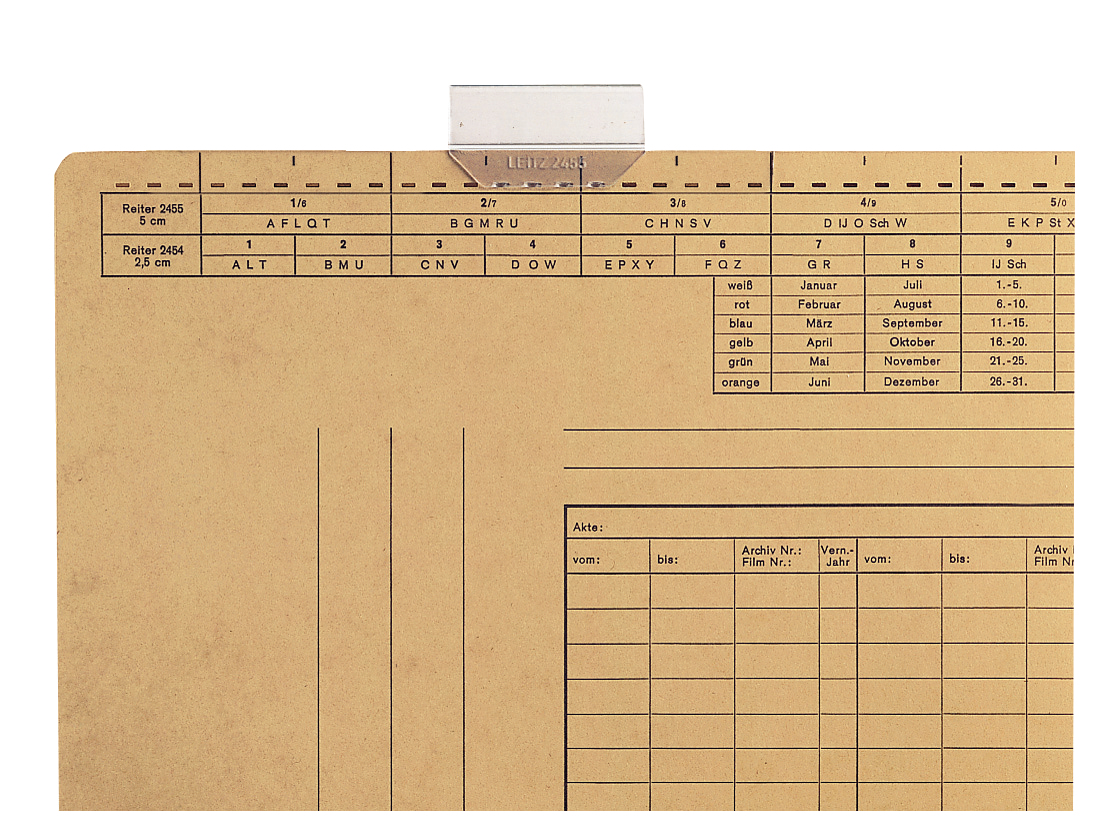 LEITZ 2455
Reiter 2455
5 cm
1/6 2/7 3/8 4/9 5/0
A F L Q T B G M R U C H N S V D IJ O Sch W E K P St X
Reiter 2454
2,5 cm
1 2 3 4 5 6 7 8 9
A L T B M U C N V D O W E P X Y F Q Z G R H S IJ Sch
weiß Januar Juli 1.-5.
rot Februar August 6.-10.
blau März September 11.-15.
gelb April Oktober 16.-20.
grün Mai November 21.-25.
orange Juni Dezember 26.-31.
Akte:
vom: bis: Archiv Nr.: Film Nr.: Vern.- Jahr vom: bis: Archiv Film